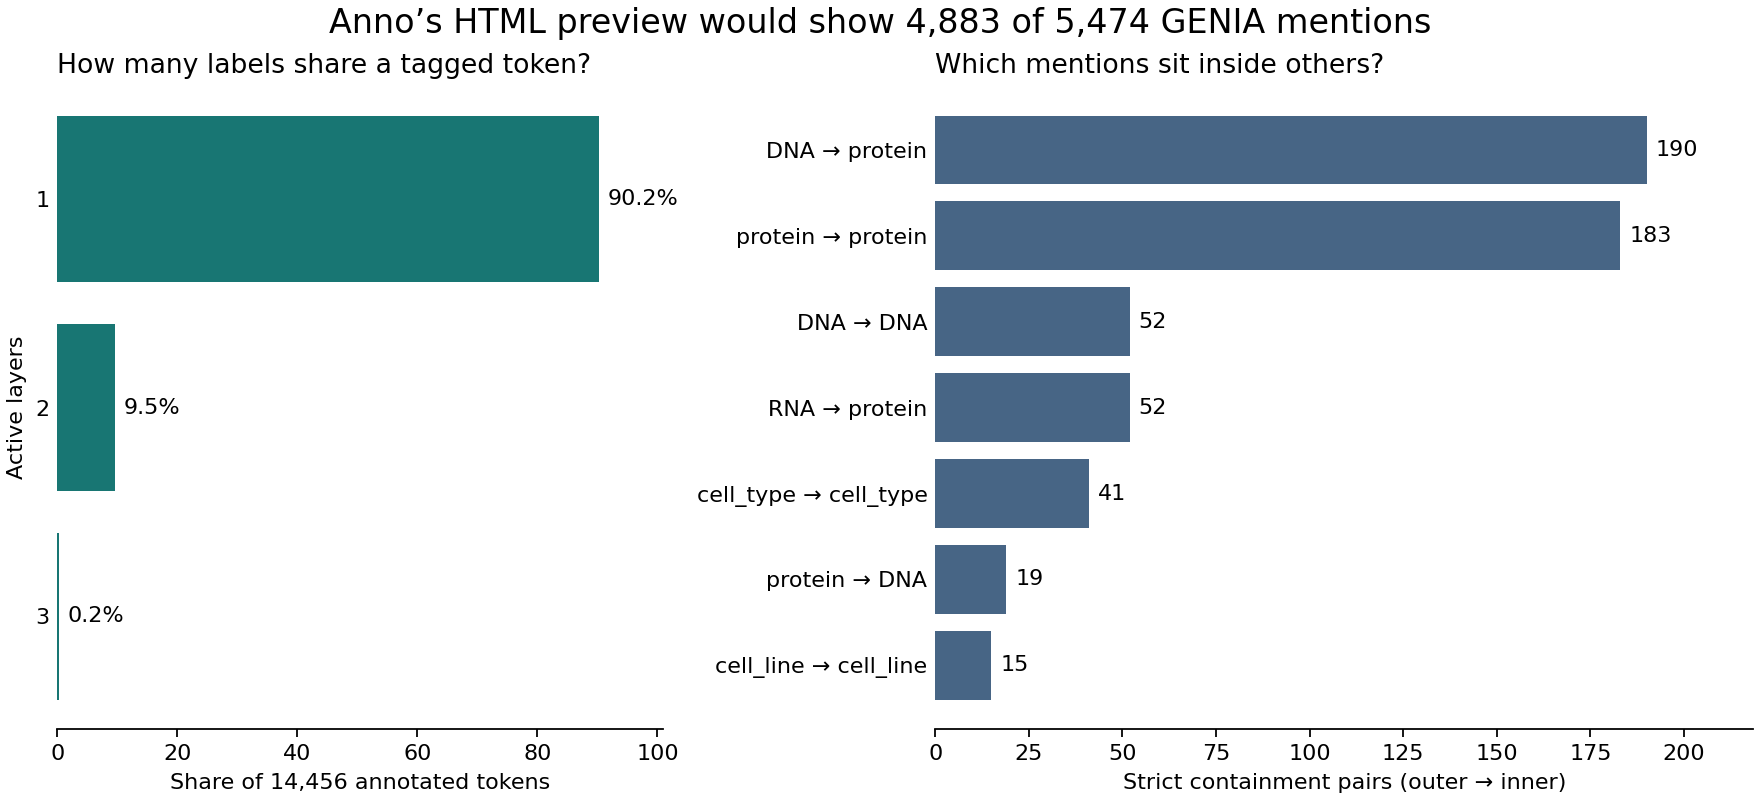 Anno’s HTML preview would show 4,883 of 5,474 GENIA mentions
How many labels share a tagged token?
Active layers
1
90.2%
2
9.5%
3
0.2%
0 20 40 60 80 100
Share of 14,456 annotated tokens
Which mentions sit inside others?
DNA → protein
190
protein → protein
183
DNA → DNA
52
RNA → protein
52
cell_type → cell_type
41
protein → DNA
19
cell_line → cell_line
15
0 25 50 75 100 125 150 175 200
Strict containment pairs (outer → inner)